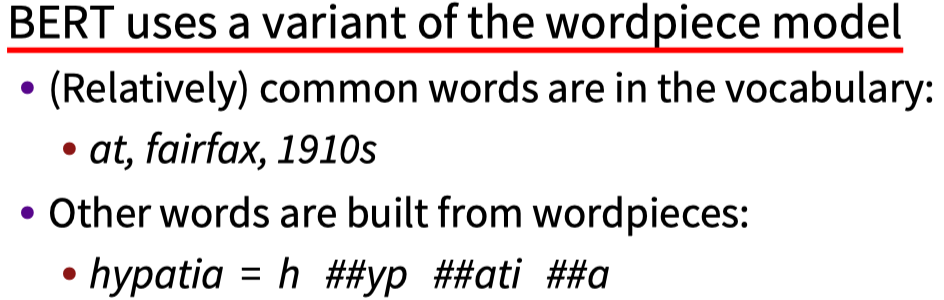 BERT uses a variant of the wordpiece model
• (Relatively) common words are in the vocabulary:
• at, fairfax, 1910s
• Other words are built from wordpieces:
• hypatia = h ##yp ##ati ##a